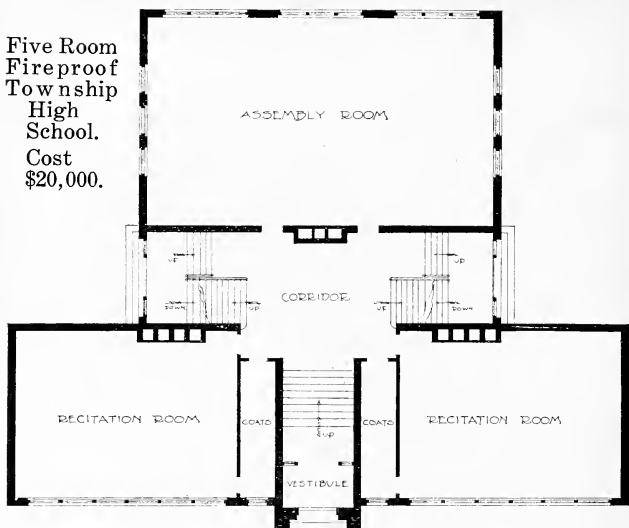 Five Room
Fireproof
Township
High
School.
Cost
$20,000.
ASSEMBLY ROOM
UP
UP
CORRIDOR
DOWN
UP
UP
DOWN
RECITATION ROOM
COATS
UP
COATS
RECITATION ROOM
VESTIBULE